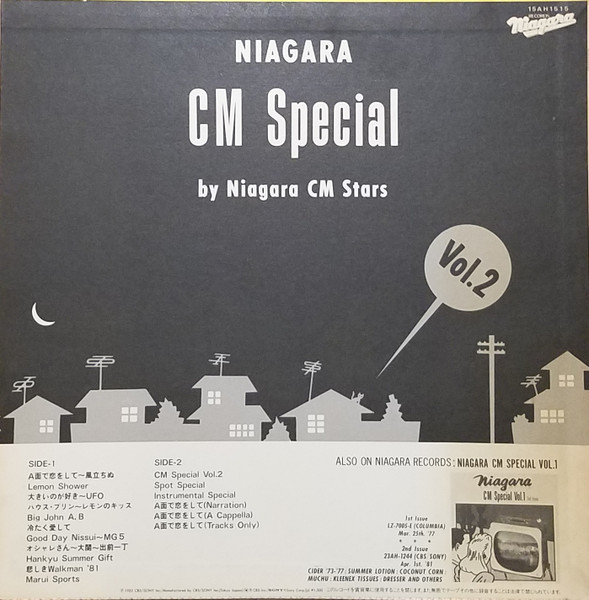 15AH1515
RECORDS
Niagara
NIAGARA
CM Special
by Niagara CM Stars
Vol.2
SIDE-1
A面で恋をして〜風立ちぬ
Lemon Shower
大きいのが好き〜UFO
ハウス・プリン〜レモンのキッス
Big John A, B
冷たく愛して
Good Day Nissui〜MG5
オシャレさん〜大関〜出前一丁
Hankyu Summer Gift
悲しきWalkman '81
Marui Sports
SIDE-2
CM Special Vol.2
Spot Special
Instrumental Special
A面で恋をして(Narration)
A面で恋をして(A Cappella)
A面で恋をして(Tracks Only)
ALSO ON NIAGARA RECORDS: NIAGARA CM SPECIAL VOL.1
1st Issue
LZ-7005-E (COLUMBIA)
Mar. 25th. '77
* * *
2nd Issue
23AH-1244 (CBS/SONY)
Apr. 1st. '81
CIDER '73-'77: SUMMER LOTION: COCONUT CORN
MUCHU: KLEENEX TISSUES: DRESSER AND OTHERS
Niagara
CM Special Vol.1